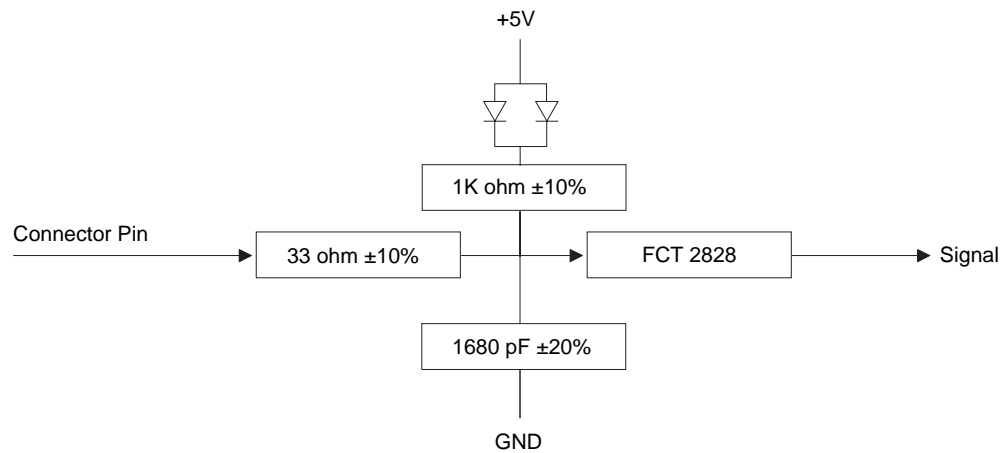 +5V
1K ohm ±10%
Connector Pin
33 ohm ±10%
FCT 2828
Signal
1680 pF ±20%
GND